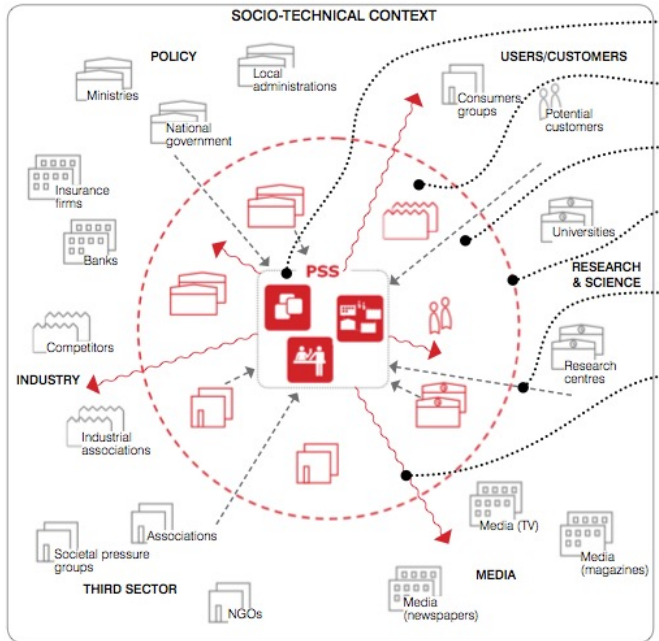 SOCIO-TECHNICAL CONTEXT
POLICY
USERS/CUSTOMERS
Ministries
Local
administrations
Consumers
groups
Potential
customers
National
government
Insurance
firms
Banks
Universities
PSS
RESEARCH
& SCIENCE
Competitors
Research
centres
INDUSTRY
Industrial
associations
Associations
Media (TV)
Societal pressure
groups
Media
(magazines)
THIRD SECTOR
MEDIA
NGOs
Media
(newspapers)